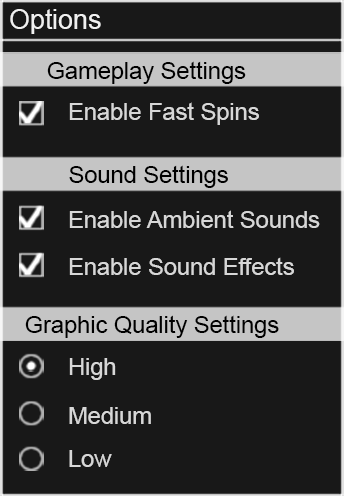 Options
Gameplay Settings
Enable Fast Spins
Sound Settings
Enable Ambient Sounds
Enable Sound Effects
Graphic Quality Settings
High
Medium
Low